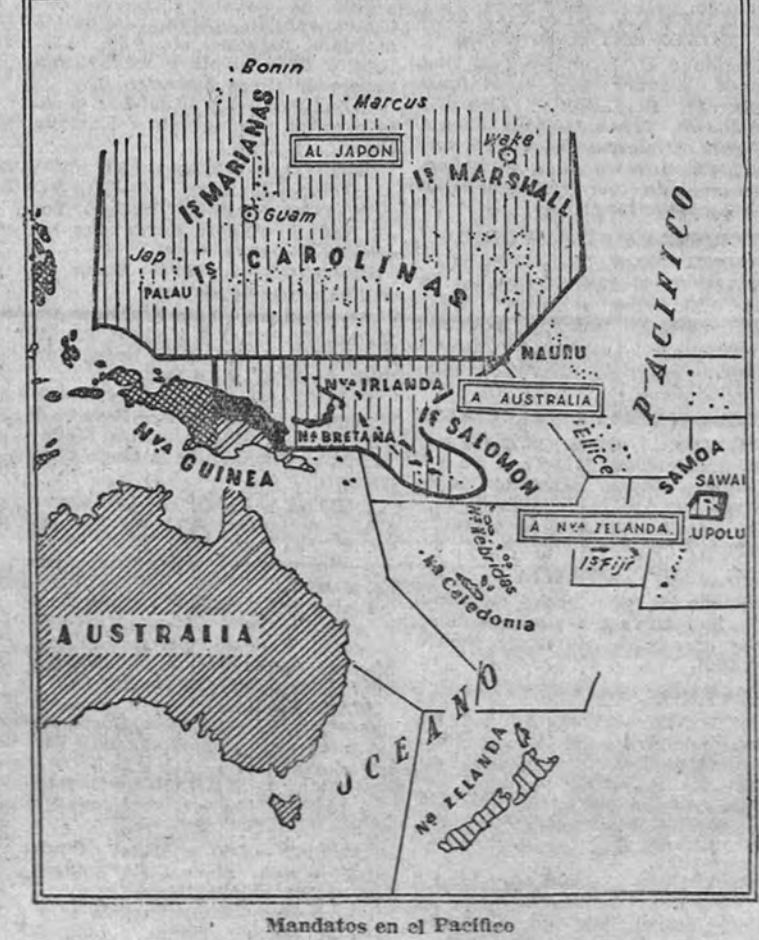 Bonin
Marcus
AL JAPON
Wake
Iˢ MARIANAS
Iˢ MARSHALL
Guam
Jap
Iˢ CAROLINAS
PALAU
PACIFICO
NAURU
Nᵛᴬ IRLANDA
A AUSTRALIA
Nᵃ BRETAÑA
Iˢ SALOMON
Ellice
Nᵛᴬ GUINEA
SAMOA
SAWAI
A Nᵛᴬ ZELANDA
UPOLU
Nᵃˢ Hebridas
Iˢ Fiji
Nᵃ Caledonia
AUSTRALIA
OCEANO
Nᵃ ZELANDA
Mandatos en el Pacífico